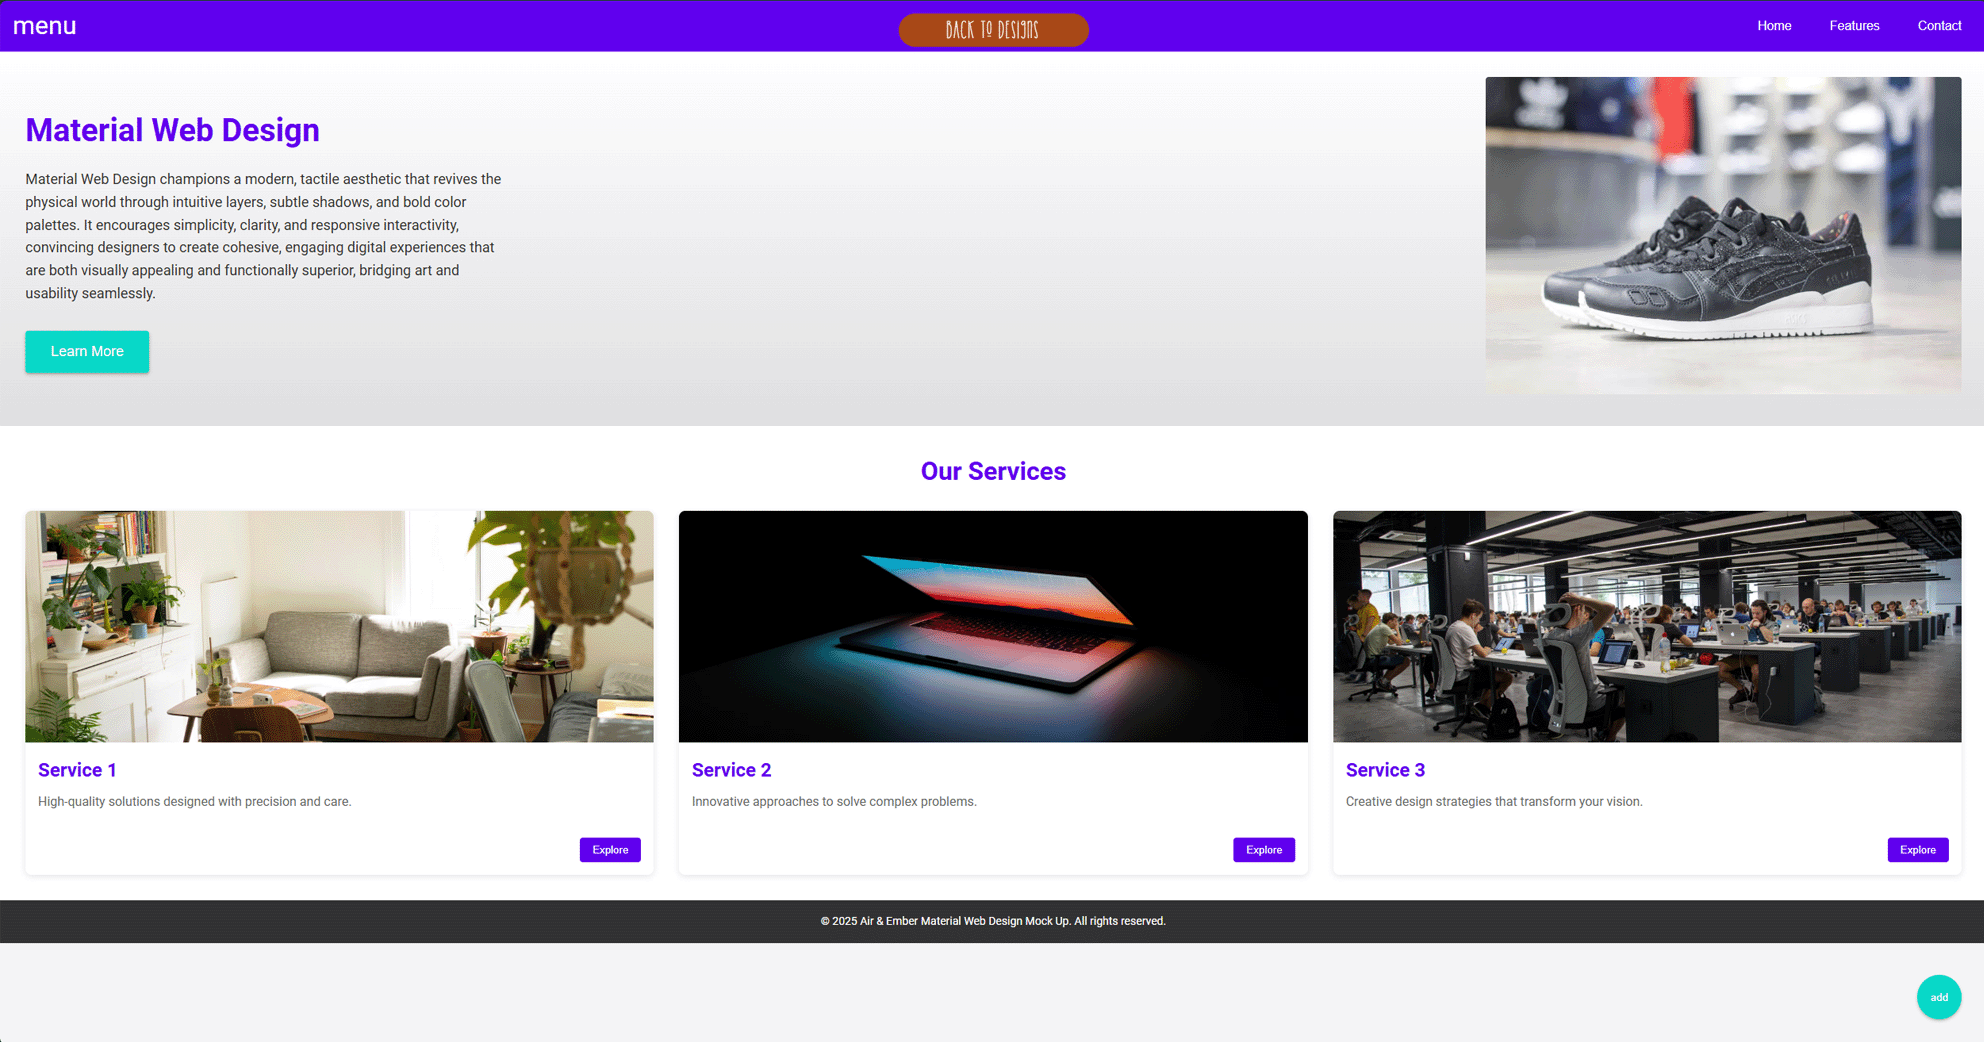 menu
BACK TO DESIGNS
Home
Features
Contact
Material Web Design
Material Web Design champions a modern, tactile aesthetic that revives the
physical world through intuitive layers, subtle shadows, and bold color
palettes. It encourages simplicity, clarity, and responsive interactivity,
convincing designers to create cohesive, engaging digital experiences that
are both visually appealing and functionally superior, bridging art and
usability seamlessly.
Learn More
Our Services
Service 1
High-quality solutions designed with precision and care.
Explore
Service 2
Innovative approaches to solve complex problems.
Explore
Service 3
Creative design strategies that transform your vision.
Explore
© 2025 Air & Ember Material Web Design Mock Up. All rights reserved.
add